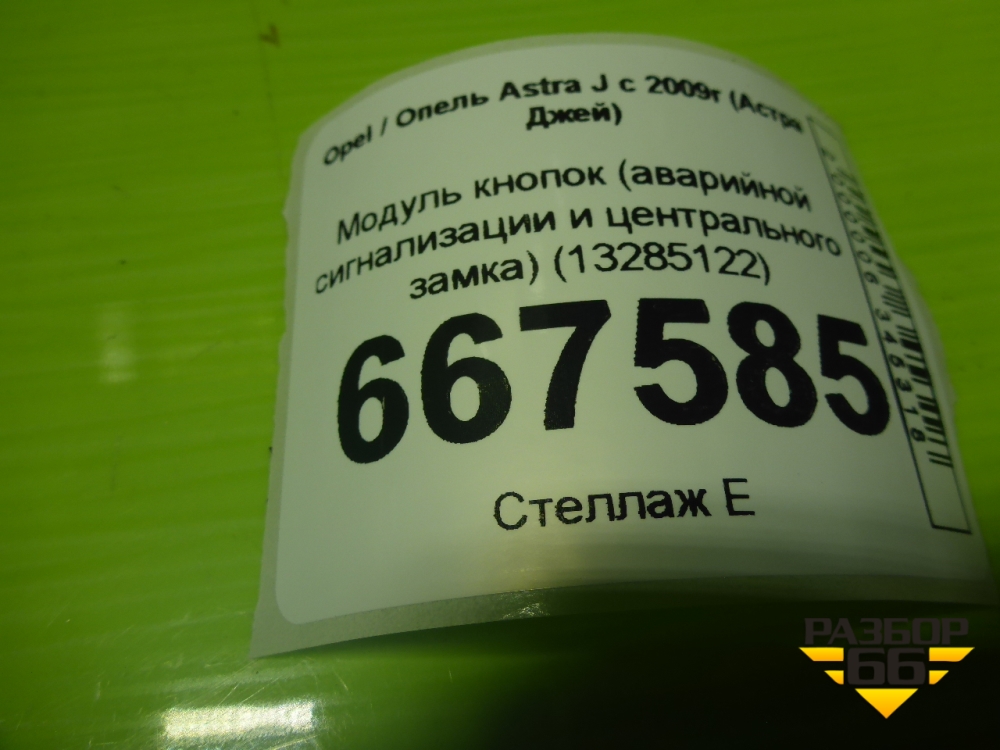 Opel / Опель Astra J с 2009г (Астра
Джей)
Модуль кнопок (аварийной
сигнализации и центрального
замка) (13285122)
667585
Стеллаж Е
РАЗБОР
66